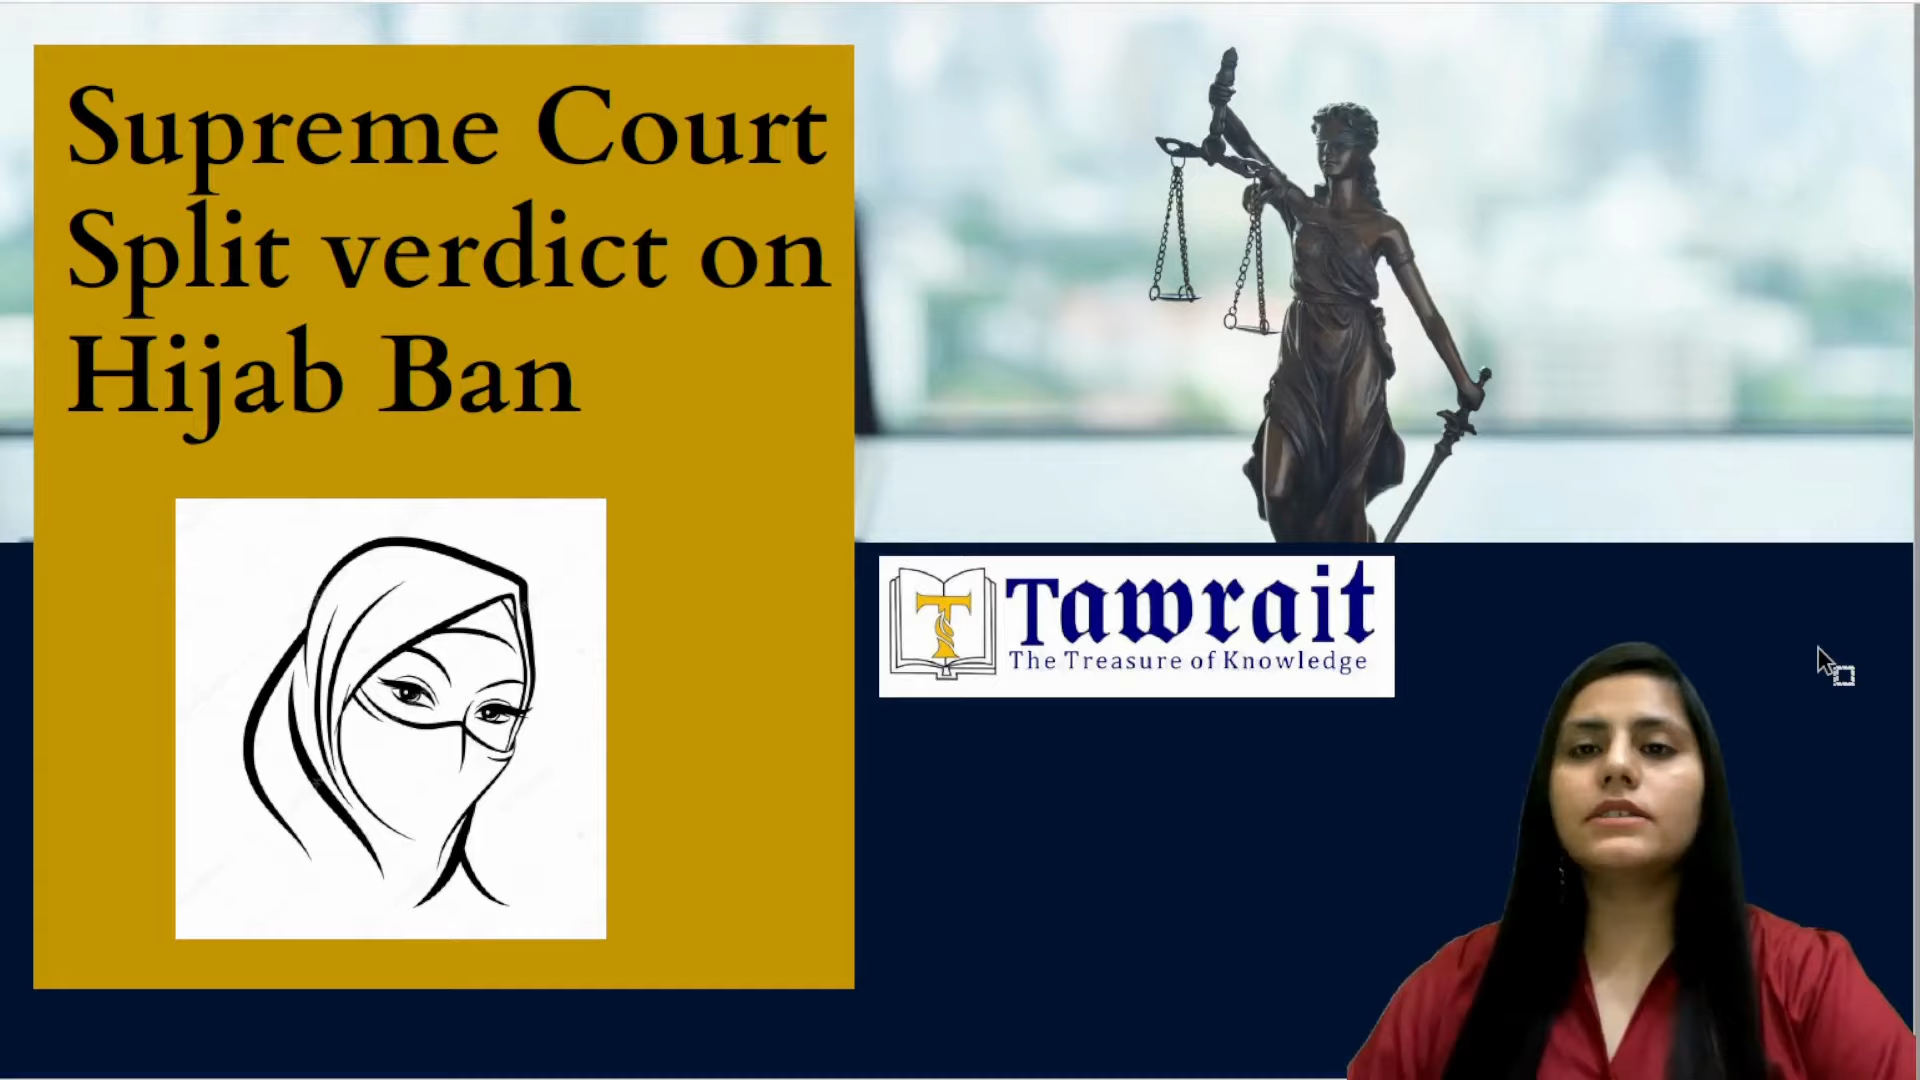 Supreme Court
Split verdict on
Hijab Ban
Tawrait
The Treasure of Knowledge